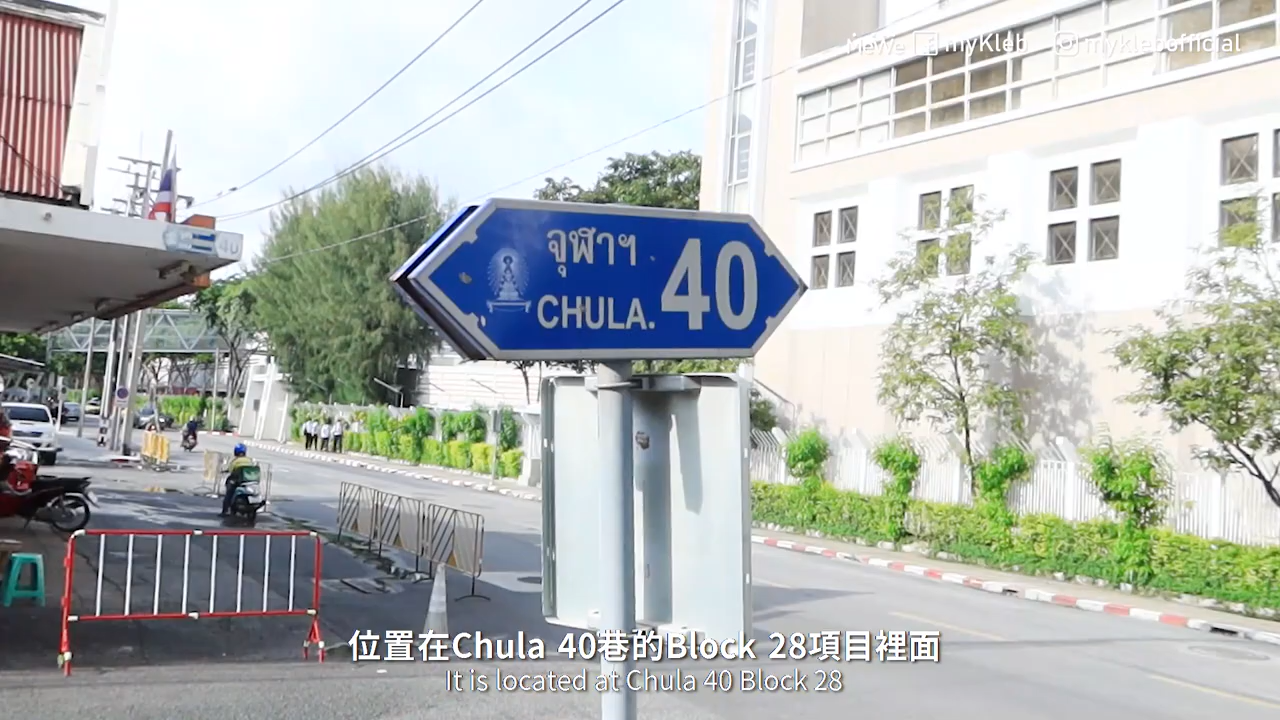 MeWe myKleb myklebofficial
จุฬาฯ
CHULA. 40
位置在Chula 40巷的Block 28項目裡面
It is located at Chula 40 Block 28